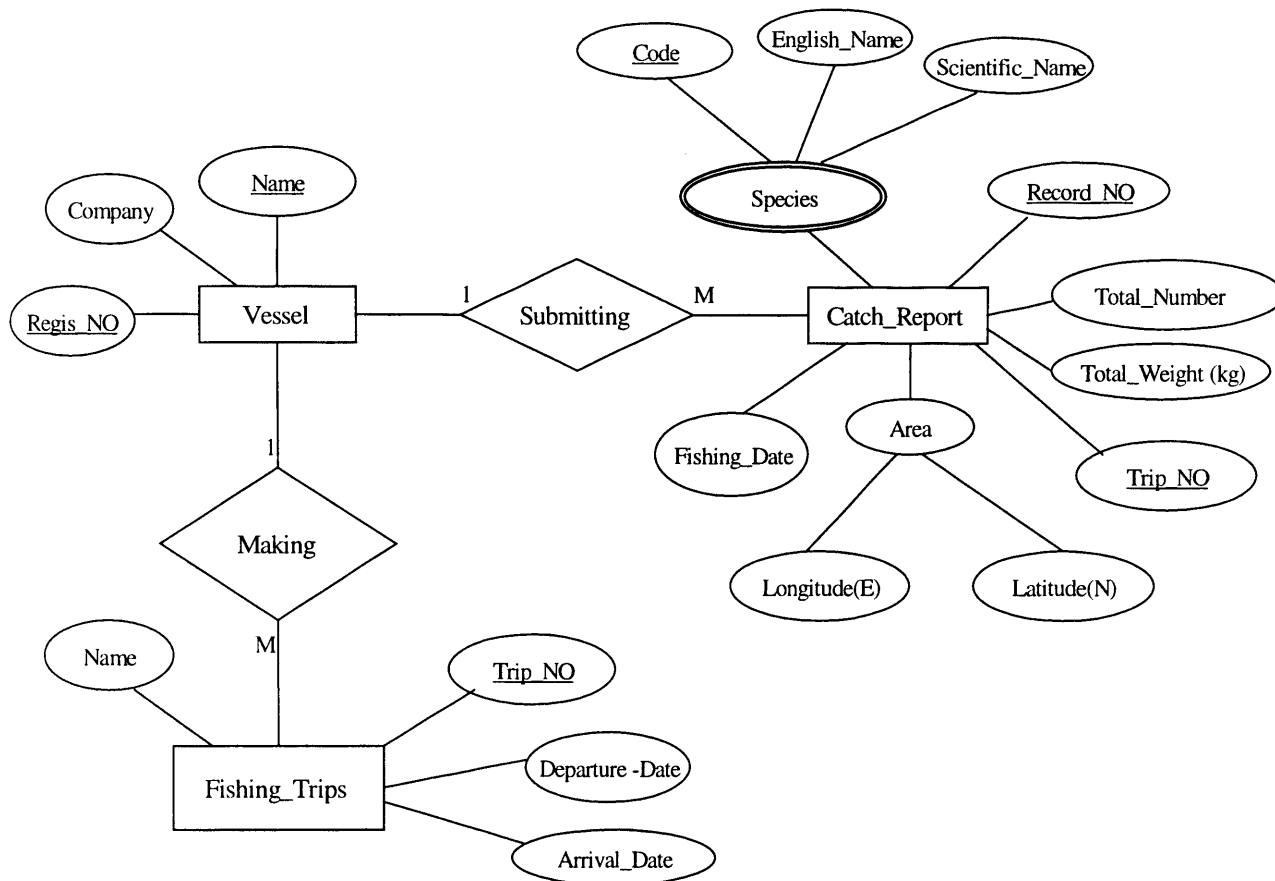 English_Name
Code
Scientific_Name
Name
Species
Record_NO
Company
Total_Number
Regis_NO
Vessel
1
Submitting
M
Catch_Report
Total_Weight (kg)
Area
Fishing_Date
Trip_NO
1
Making
Longitude(E)
Latitude(N)
M
Name
Trip_NO
Departure -Date
Fishing_Trips
Arrival_Date